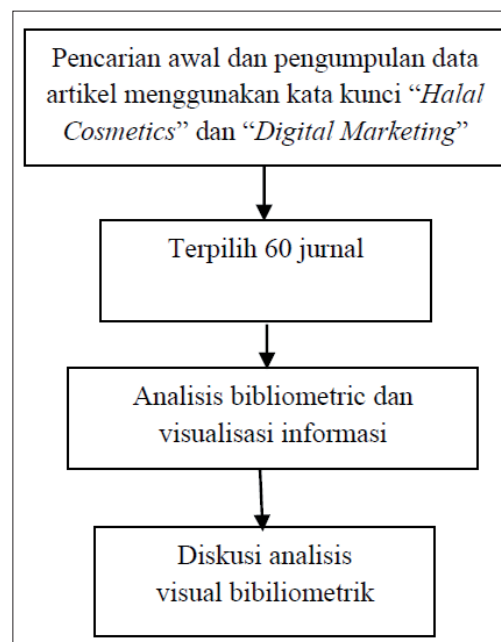 Pencarian awal dan pengumpulan data
artikel menggunakan kata kunci “Halal
Cosmetics” dan “Digital Marketing”
Terpilih 60 jurnal
Analisis bibliometric dan
visualisasi informasi
Diskusi analisis
visual bibiliometrik